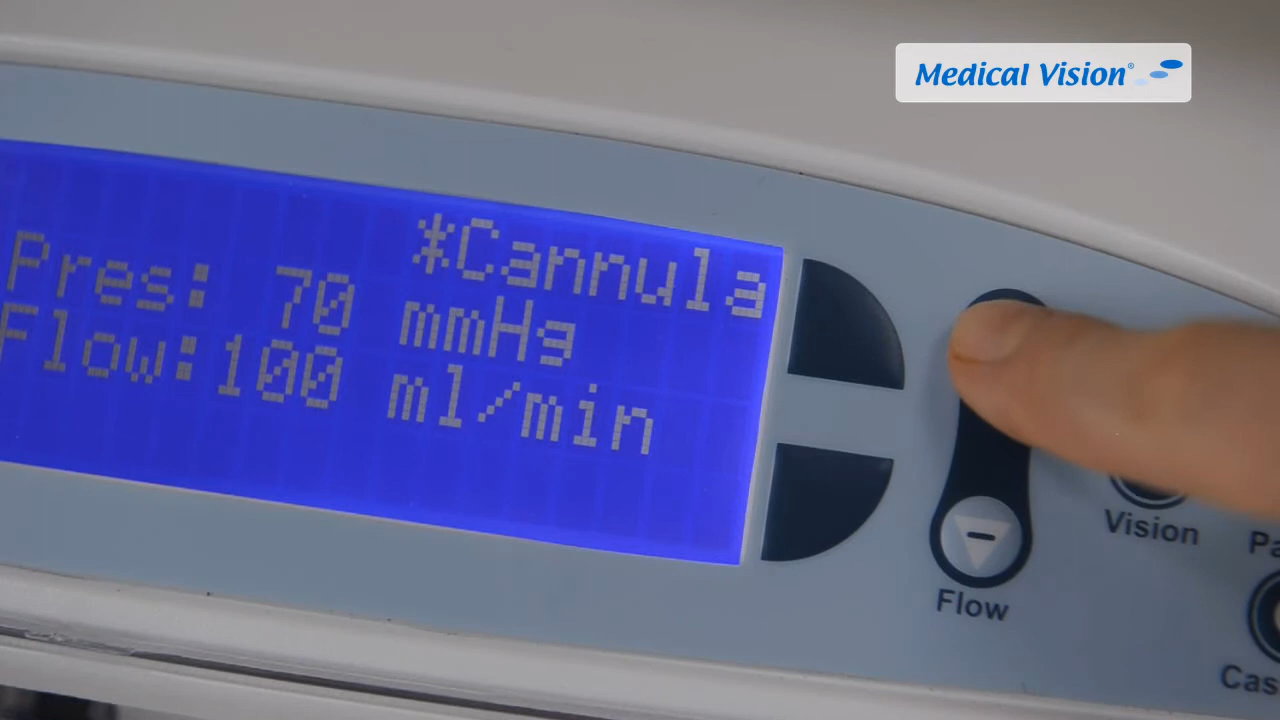 Medical Vision®
*Cannula
Pres: 70 mmHg
Flow:100 ml/min
-
Flow
Vision